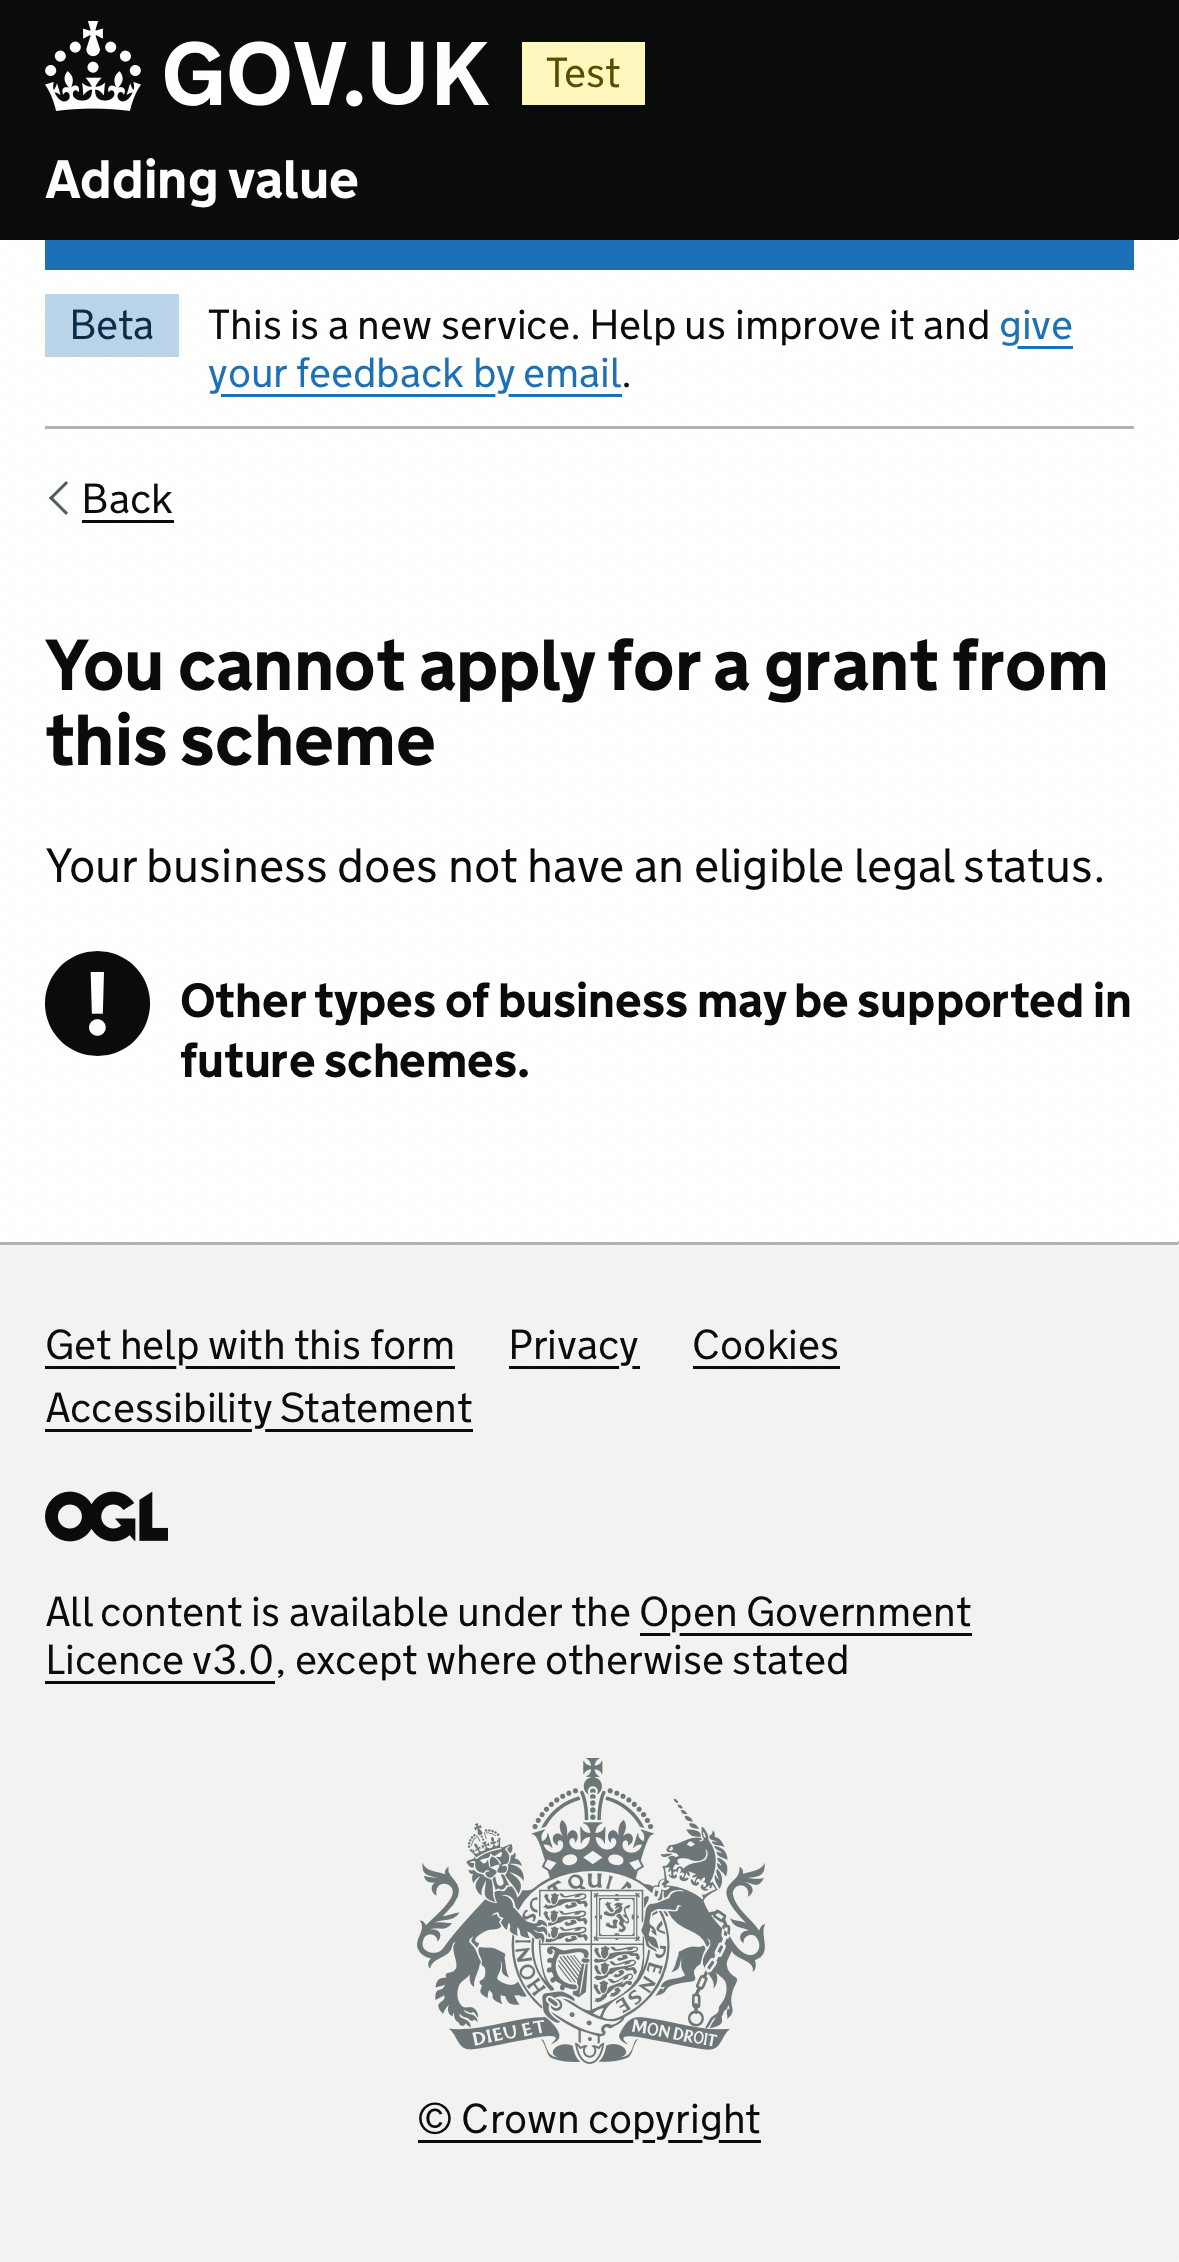 GOV.UK Test
Adding value
Beta
This is a new service. Help us improve it and give
your feedback by email.
Back
You cannot apply for a grant from
this scheme
Your business does not have an eligible legal status.
! Other types of business may be supported in
future schemes.
Get help with this form Privacy Cookies
Accessibility Statement
OGL
All content is available under the Open Government
Licence v3.0, except where otherwise stated
QUI
HONI
ENSE
DIEU ET MON DROIT
© Crown copyright